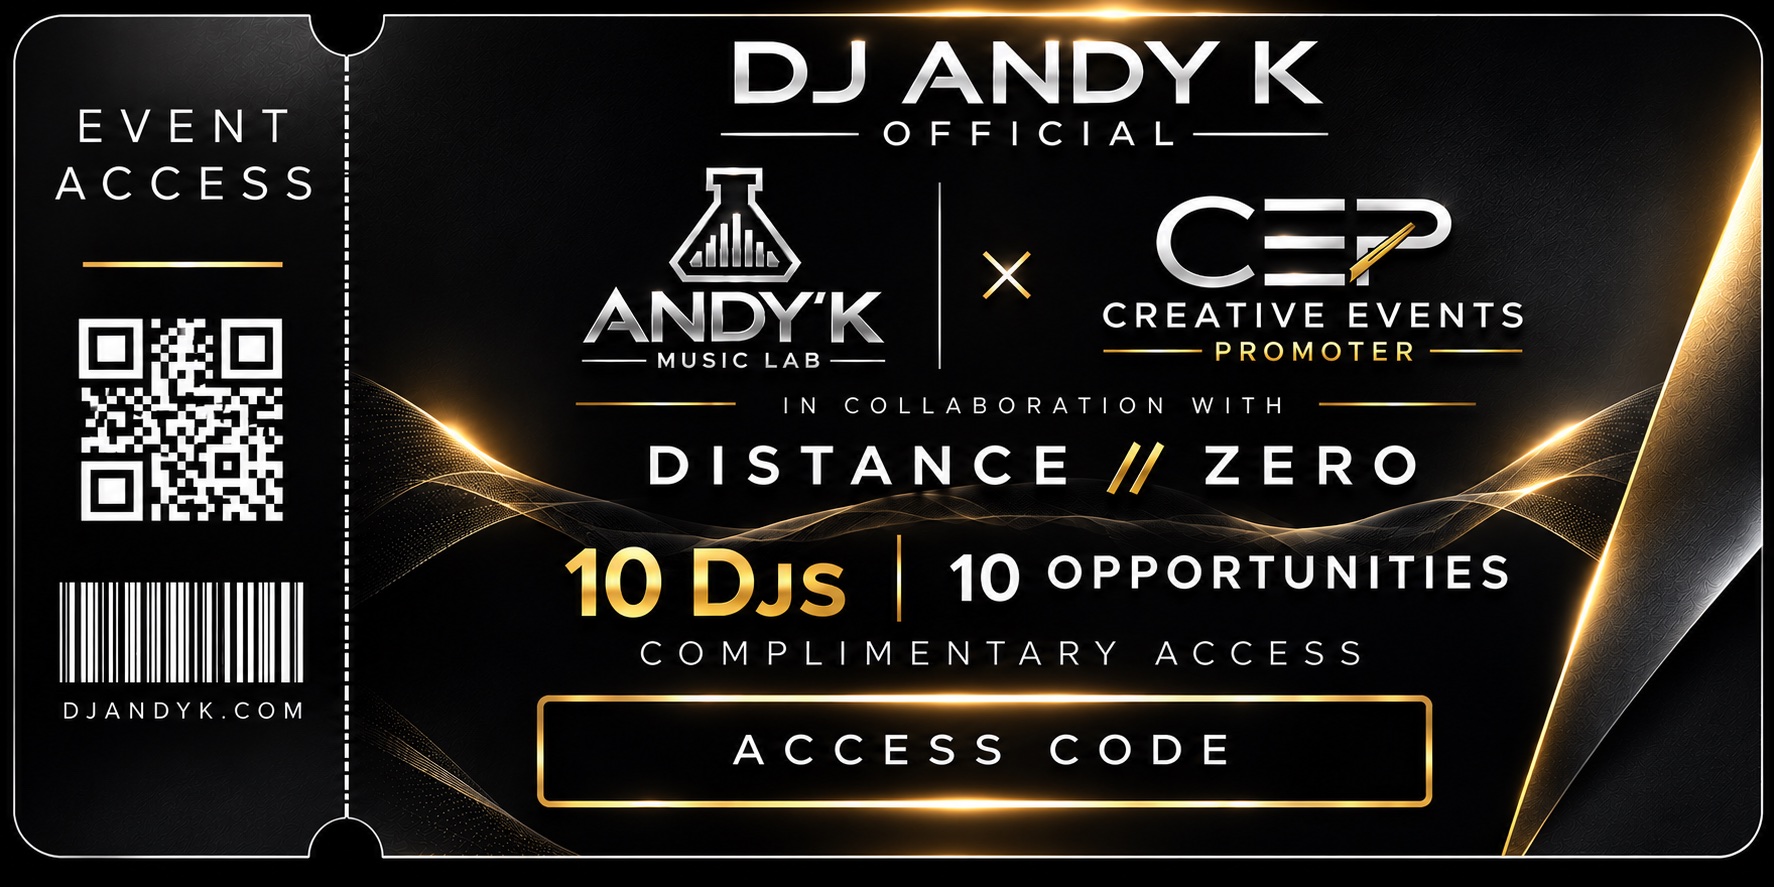 EVENT
ACCESS
DJANDYK.COM
DJ ANDY K
OFFICIAL
ANDY'K
MUSIC LAB
×
CEP
CREATIVE EVENTS
PROMOTER
IN COLLABORATION WITH
DISTANCE // ZERO
10 DJs | 10 OPPORTUNITIES
COMPLIMENTARY ACCESS
ACCESS CODE